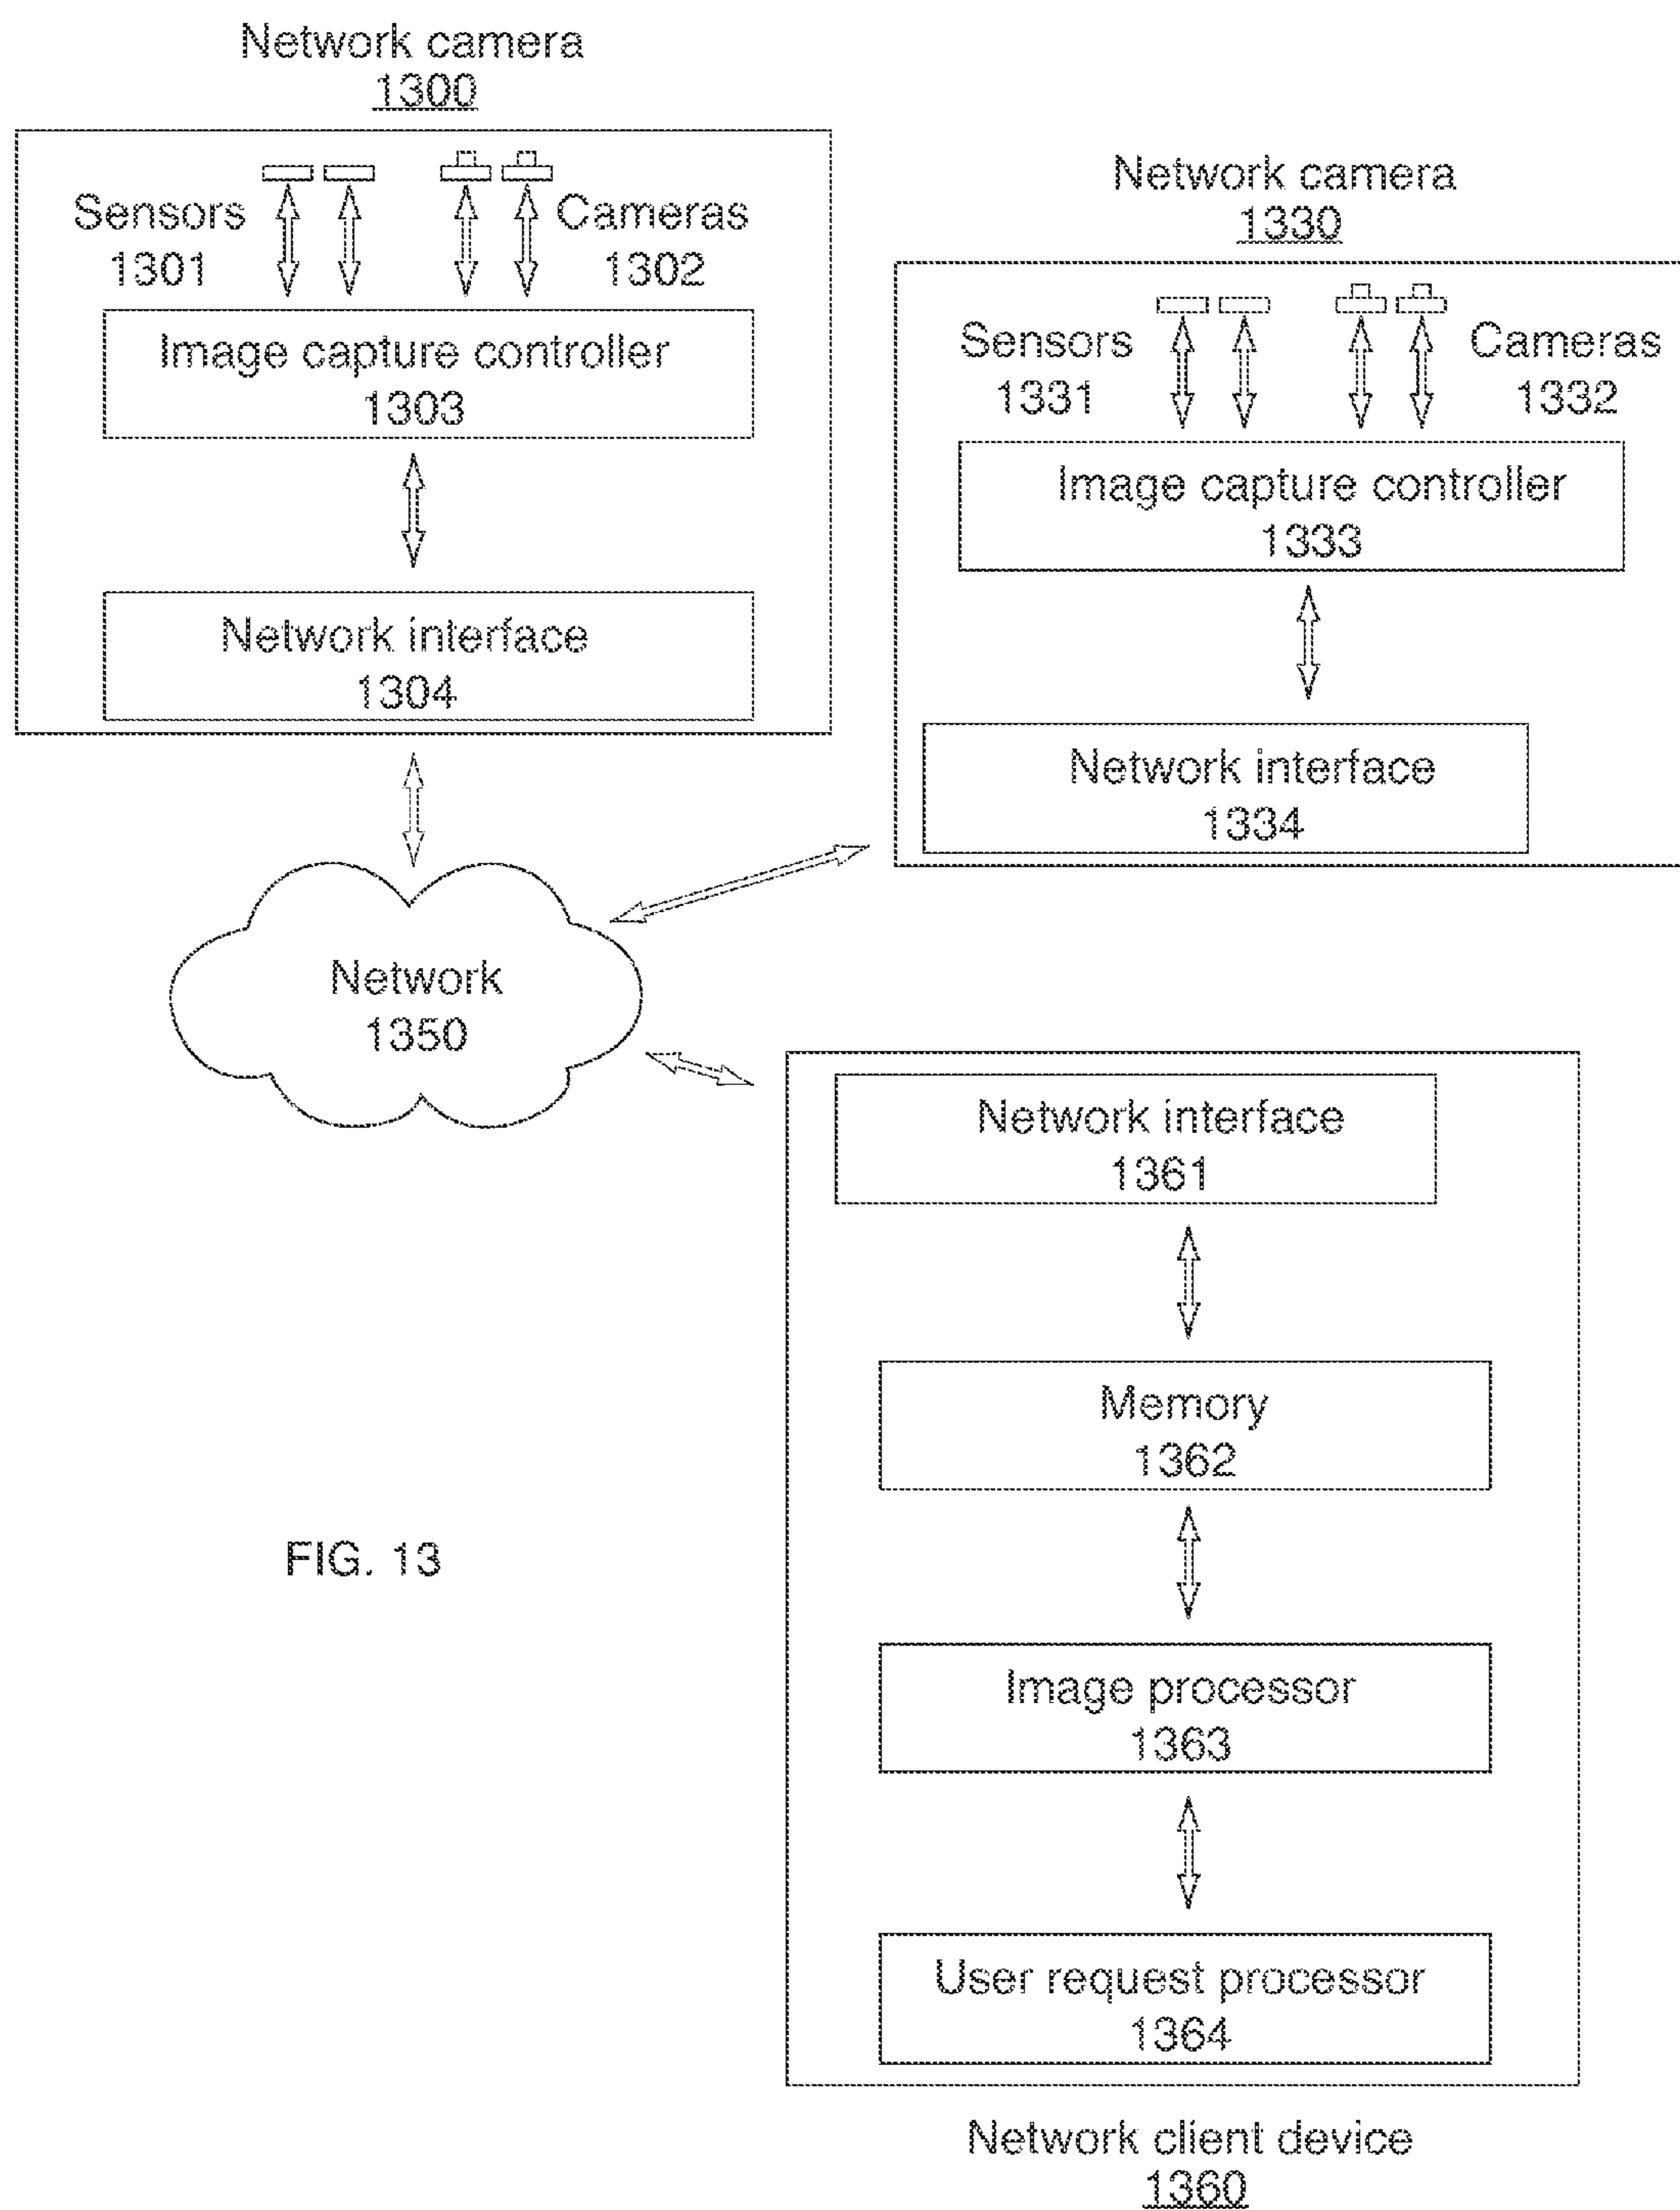 Network camera
1300
Sensors
1301
Cameras
1302
Image capture controller
1303
Network interface
1304
Network camera
1330
Sensors
1331
Cameras
1332
Image capture controller
1333
Network interface
1334
Network
1350
Network interface
1361
Memory
1362
Image processor
1363
User request processor
1364
Network client device
1360
FIG. 13